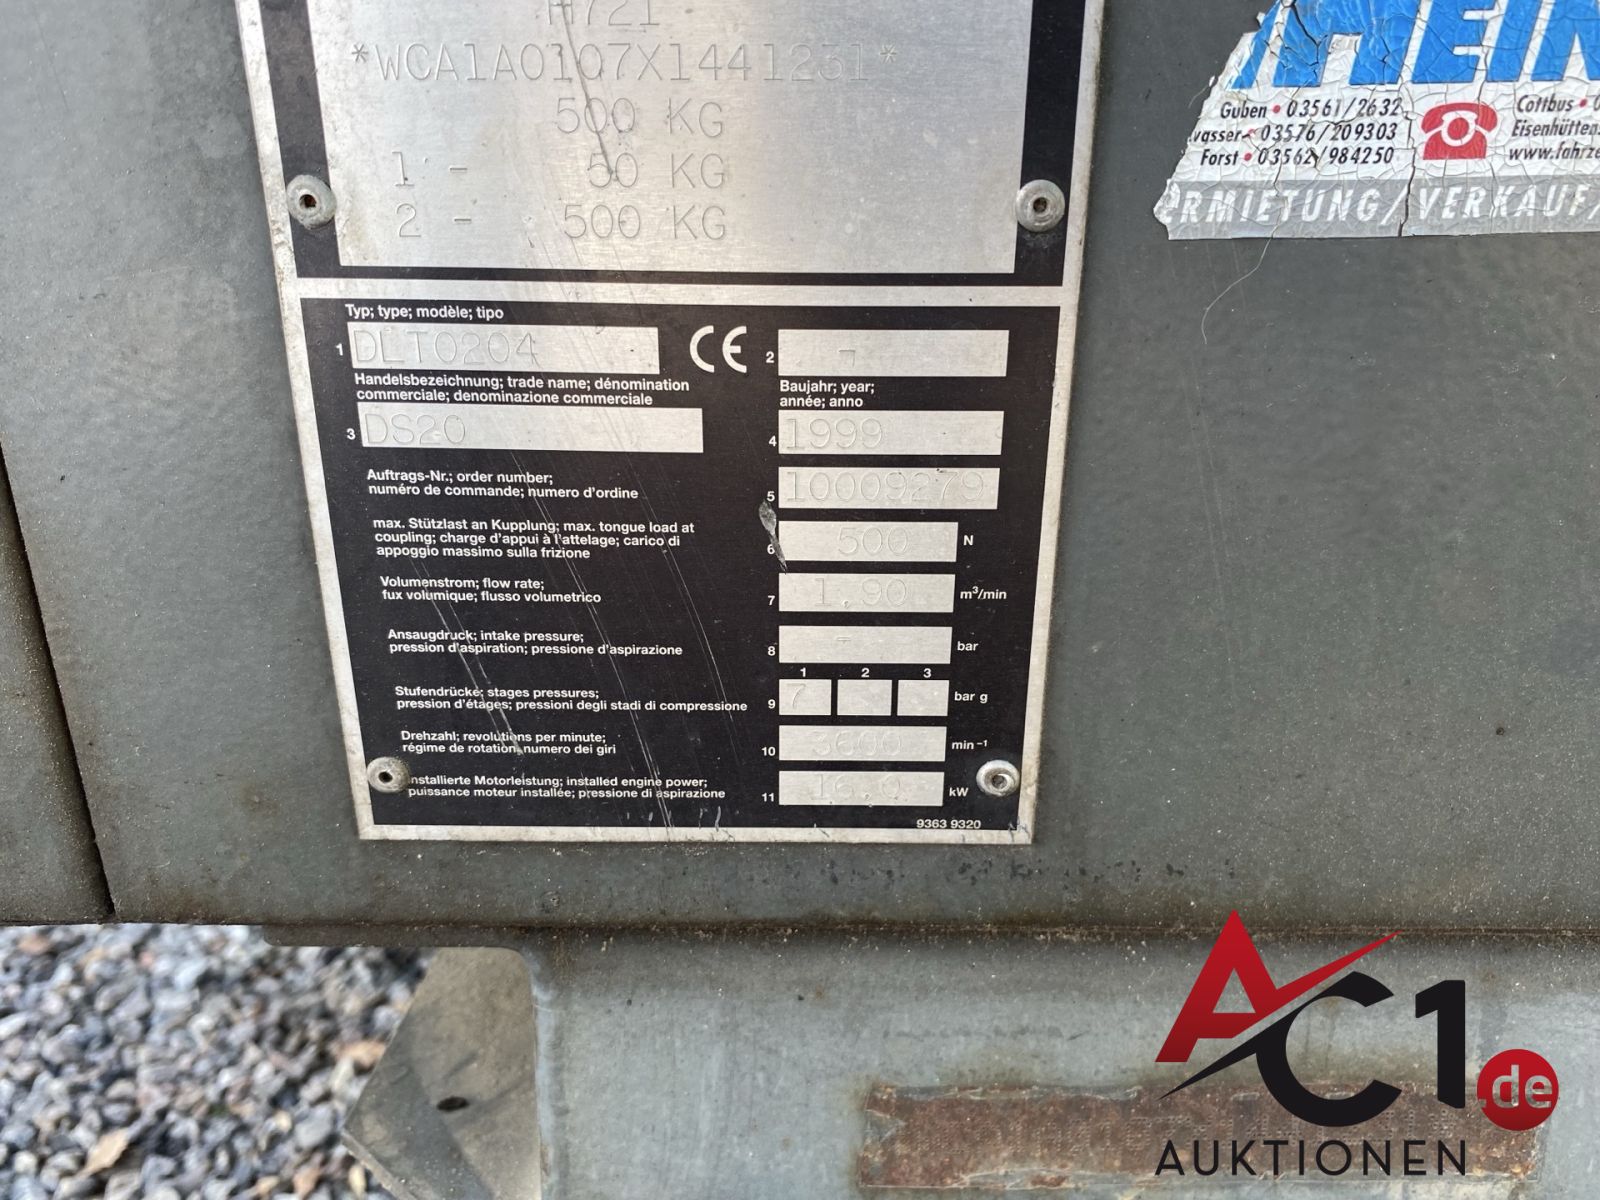 H721
*WCA1A0107X1441231*
500 KG
1 - 50 KG
2 - 500 KG
Typ; type; modèle; tipo
1 DLT0204
CE
2 -
Handelsbezeichnung; trade name; dénomination
commerciale; denominazione commerciale
3 DS20
Baujahr; year;
année; anno
4 1999
Auftrags-Nr.; order number;
numéro de commande; numero d'ordine
5 10009279
max. Stützlast an Kupplung; max. tongue load at
coupling; charge d'appui à l'attelage; carico di
appoggio massimo sulla frizione
6 500 N
Volumenstrom; flow rate;
fux volumique; flusso volumetrico
7 1,90 m³/min
Ansaugdruck; intake pressure;
pression d'aspiration; pressione d'aspirazione
8 - bar
1 2 3
Stufendrücke; stages pressures;
pression d'étages; pressioni degli stadi di compressione
9 7 bar g
Drehzahl; revolutions per minute;
régime de rotation, numero dei giri
10 3600 min⁻¹
installierte Motorleistung; installed engine power;
puissance moteur installée; pressione di aspirazione
11 16,0 kW
9363 9320
HEIN
Guben • 03561/2632
wasser • 03576/209303
Forst • 03562/984250
Cottbus • 0
Eisenhüttens
www.fahrze
ERMIETUNG/VERKAUF/
AC1.de
AUKTIONEN